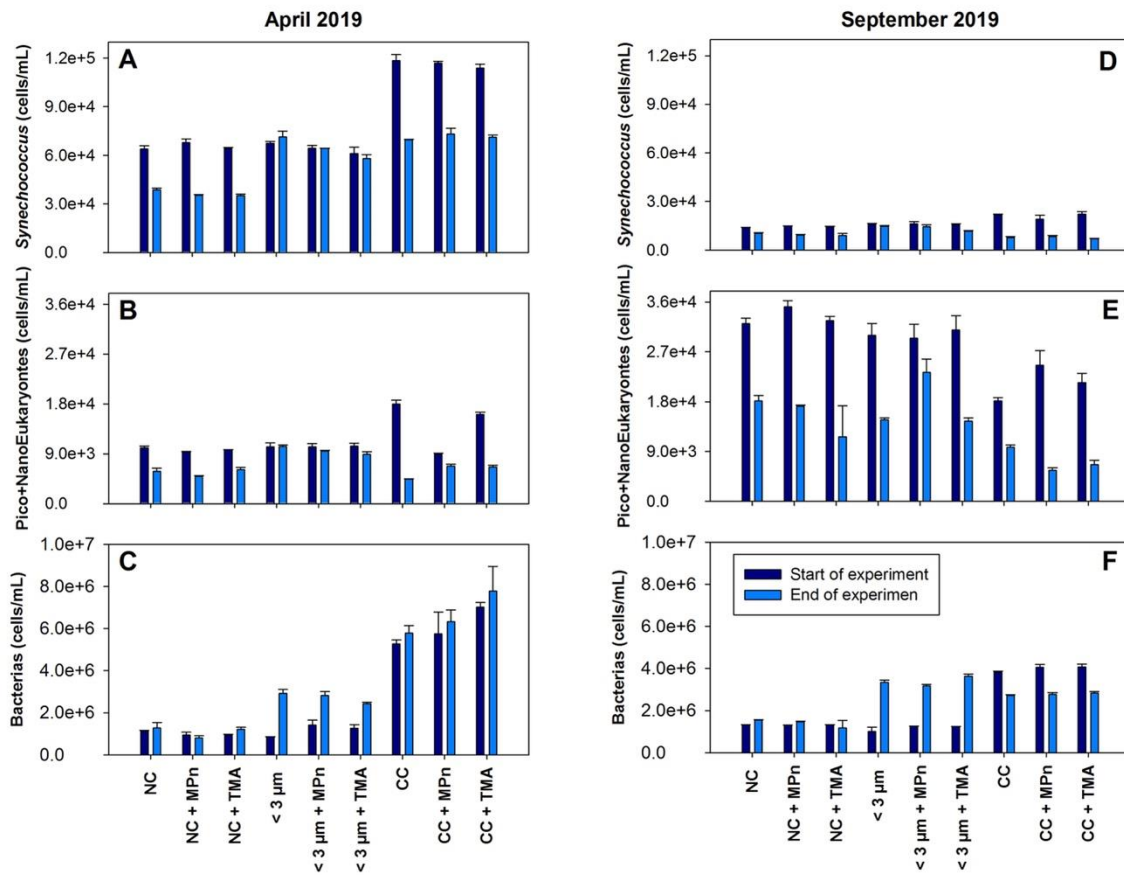 April 2019
September 2019
A
Synechococcus (cells/mL)
1.2e+5
9.0e+4
6.0e+4
3.0e+4
0.0
D
Synechococcus (cells/mL)
1.2e+5
9.0e+4
6.0e+4
3.0e+4
0.0
B
Pico+NanoEukaryontes (cells/mL)
3.6e+4
2.7e+4
1.8e+4
9.0e+3
0.0
E
Pico+NanoEukaryontes (cells/mL)
3.6e+4
2.7e+4
1.8e+4
9.0e+3
0.0
C
Bacterias (cells/mL)
1.0e+7
8.0e+6
6.0e+6
4.0e+6
2.0e+6
0.0
NC
NC + MPn
NC + TMA
< 3 µm
< 3 µm + MPn
< 3 µm + TMA
CC
CC + MPn
CC + TMA
F
Start of experiment
End of experimen
Bacterias (cells/mL)
1.0e+7
8.0e+6
6.0e+6
4.0e+6
2.0e+6
0.0
NC
NC + MPn
NC + TMA
< 3 µm
< 3 µm + MPn
< 3 µm + TMA
CC
CC + MPn
CC + TMA